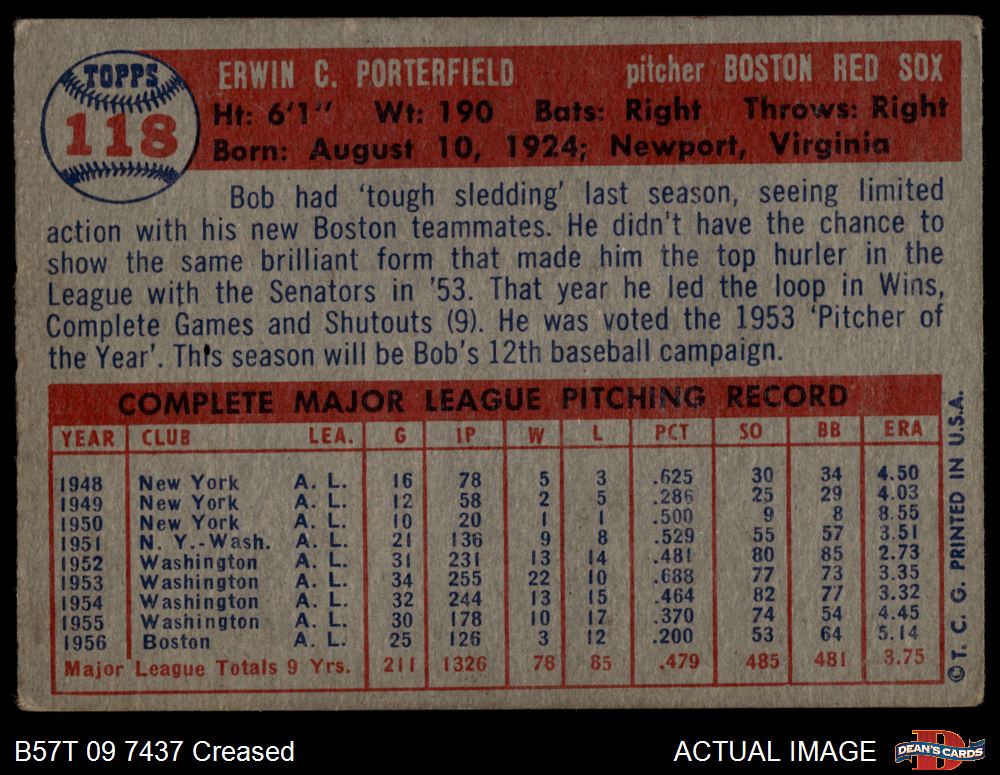 TOPPS
118
ERWIN C. PORTERFIELD pitcher BOSTON RED SOX
Ht: 6'1" Wt: 190 Bats: Right Throws: Right
Born: August 10, 1924; Newport, Virginia
Bob had 'tough sledding' last season, seeing limited
action with his new Boston teammates. He didn't have the chance to
show the same brilliant form that made him the top hurler in the
League with the Senators in '53. That year he led the loop in Wins,
Complete Games and Shutouts (9). He was voted the 1953 'Pitcher of
the Year'. This season will be Bob's 12th baseball campaign.
COMPLETE MAJOR LEAGUE PITCHING RECORD
YEAR CLUB LEA. G IP W L PCT SO BB ERA
1948 New York A. L. 16 78 5 3 .625 30 34 4.50
1949 New York A. L. 12 58 2 5 .286 25 29 4.03
1950 New York A. L. 10 20 1 1 .500 9 8 8.55
1951 N. Y.-Wash. A. L. 21 136 9 8 .529 55 57 3.51
1952 Washington A. L. 31 231 13 14 .481 80 85 2.73
1953 Washington A. L. 34 255 22 10 .688 77 73 3.35
1954 Washington A. L. 32 244 13 15 .464 82 77 3.32
1955 Washington A. L. 30 178 10 17 .370 74 54 4.45
1956 Boston A. L. 25 126 3 12 .200 53 64 5.14
Major League Totals 9 Yrs. 211 1326 78 85 .479 485 481 3.75
©T. C. G. PRINTED IN U.S.A.
B57T 09 7437 Creased
ACTUAL IMAGE
DEAN'S CARDS